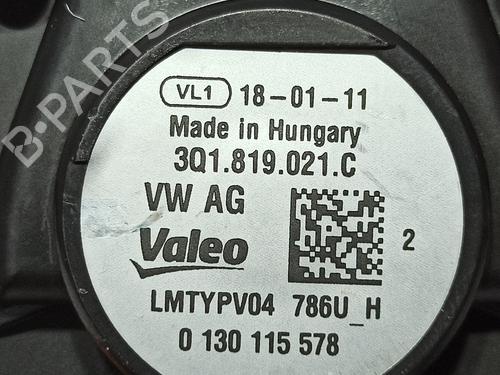 B-PARTS
VL1 18-01-11
Made in Hungary
3Q1.819.021.C
VW AG
Valeo
2
LMTYPV04 786U_H
0 130 115 578